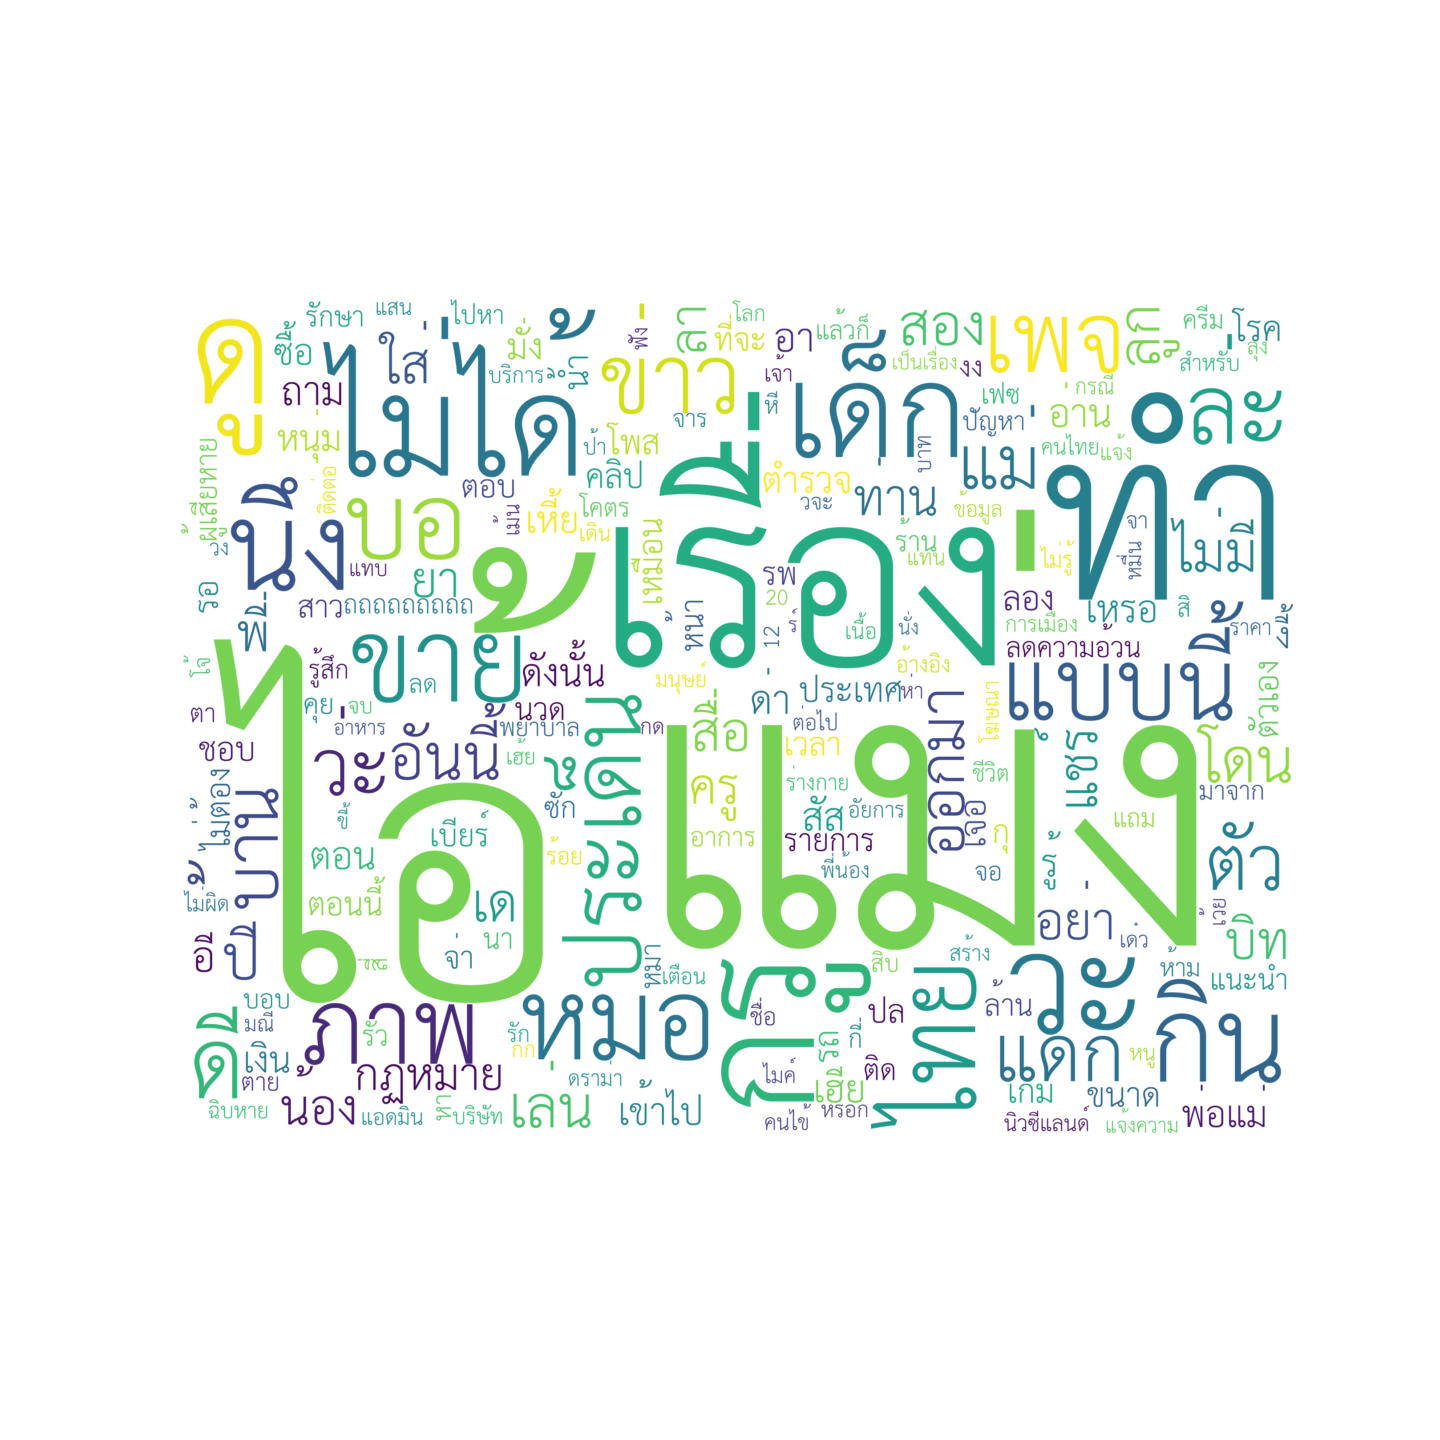 รักษา
แสน
ไปหา
โลก
ครีม
โรค
ลุง
ดู
ซื้อ
ใส่
มั่ง
ข่าว
ที่จะ
อา
แล้วก็
สอง
เพจ
สำหรับ
ละ
ถาม
ไม่ได้
บริการ
เจ้า
เป็นเรื่อง
งง
เฟซ
กรณี
หนุ่ม
ป้า
โพส
จาร
หี
เด็ก
ปัญหา
อ่าน
คนไทย
แจ้ง
ผู้เสียหาย
ตอบ
คลิป
ตำรวจ
บาท
แม่
นึง
บอ
เหี้ย
โคตร
วจะ
ท่าน
ข้อมูล
จา
ไม่มี
เดิน
ร้าน
แทน
ไม่รู้
หมื่น
วง
แทบ
ยา
เหมือน
เรื่อง
รพ
ทำ
รอ
สาว
ถถถถถถถถถ
20
ลอง
เหรอ
สิ
พี่
ขาย
หน้า
12
เนื้อ
นั่ง
การเมือง
ราคา
งี้
รู้สึก
ดังนั้น
มนุษย์
อ้างอิง
ลดความอ้วน
โจ้
คุย
ลด
ด่า
ประเทศ
ห่า
แบบนี้
ตัวเอง
ตา
จบ
นวด
กด
สื่อ
ต่อไป
โฆษณา
ชอบ
อาหาร
พยาบาล
เวลา
ออกมา
วะ
อันนี้
เฮ้ย
ประเด็น
ร่างกาย
ชีวิต
แชร์
โดน
ไม่ต้อง
ไอ้
ซัก
ครู
แม่ง
มาจาก
บ้าน
ขี้
เบียร์
อาการ
สัส
อัยการ
เจอ
กุ
แถม
ตอน
ร้อย
รายการ
รู้
ตัว
ไม่ผิด
ตอนนี้
เด
พี่น้อง
จอ
อย่า
เว้ย
อี
ปี
จ่า
นา
หมา
เตือน
สิบ
สร้าง
เด่ว
บิท
ห้าม
แนะนำ
บอบ
มณี
ภาพ
รัก
หมอ
ชื่อ
ปล
ไทย
ล้าน
วะ
ดี
เงิน
รัว
กก
รถ
กี่
แดก
หนู
กิน
ตาย
กฎหมาย
ดราม่า
ไมค์
เฮีย
ติด
เกม
ขนาด
ฉิบหาย
น้อง
แอดมิน
หา
บริษัท
เล่น
เข้าไป
คนไข้
หรอก
นิวซีแลนด์
แจ้งความ
พ่อแม่